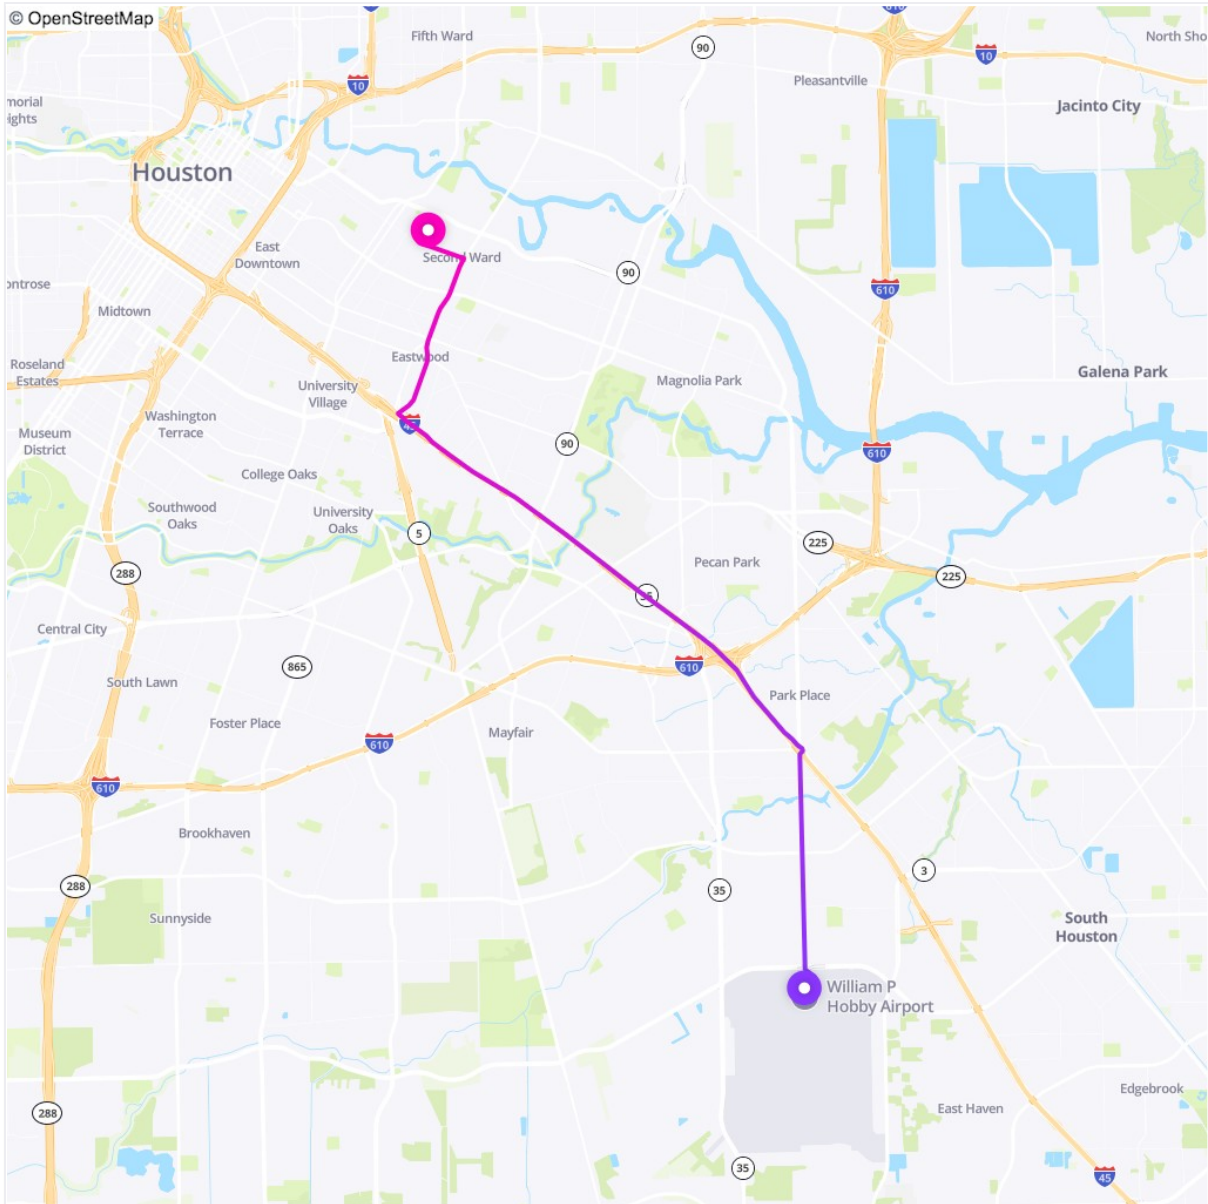 © OpenStreetMap
Fifth Ward
90
10
North Sho
10
Pleasantville
morial
ights
Jacinto City
Houston
East
Downtown
Second Ward
90
610
ontrose
Midtown
Eastwood
Roseland
Estates
University
Village
Magnolia Park
Galena Park
Washington
Terrace
Museum
District
90
610
College Oaks
Southwood
Oaks
University
Oaks
5
225
Pecan Park
225
288
35
Central City
865
610
South Lawn
Park Place
Foster Place
Mayfair
610
610
Brookhaven
3
288
35
Sunnyside
South
Houston
William P
Hobby Airport
Edgebrook
East Haven
288
35
45